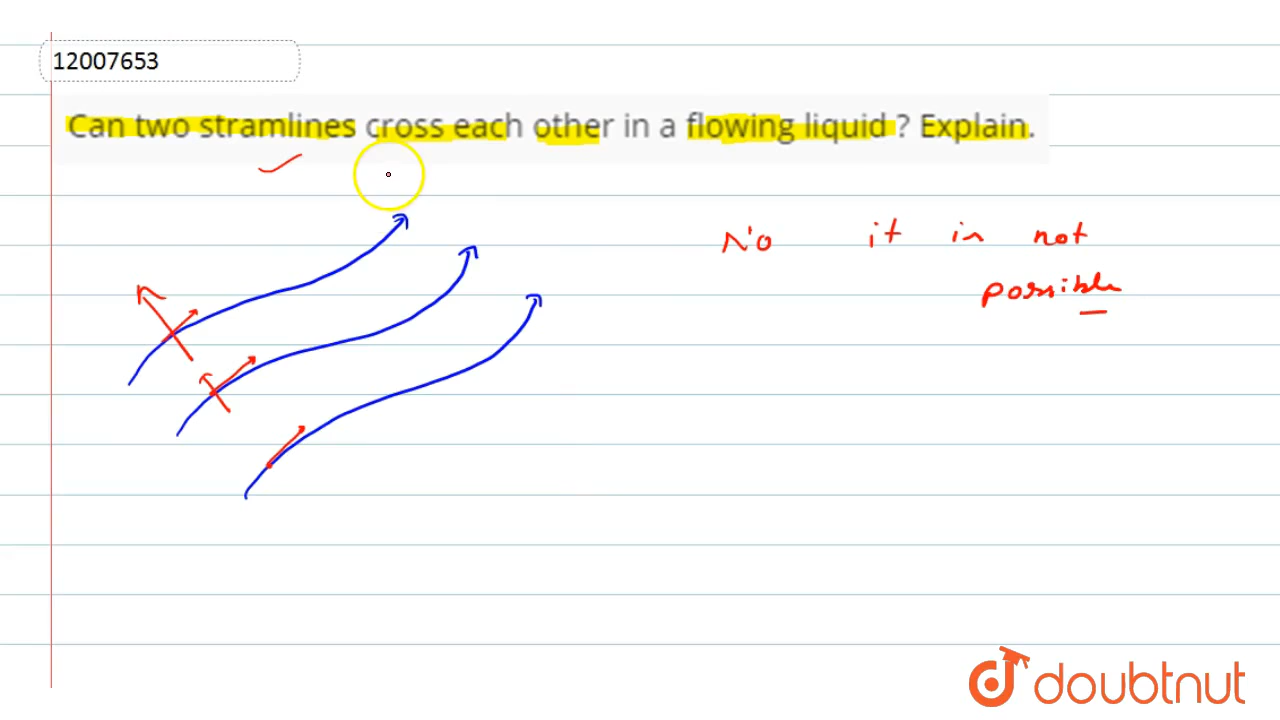 12007653
Can two stramlines cross each other in a flowing liquid ? Explain.
No it is not
possible
doubtnut